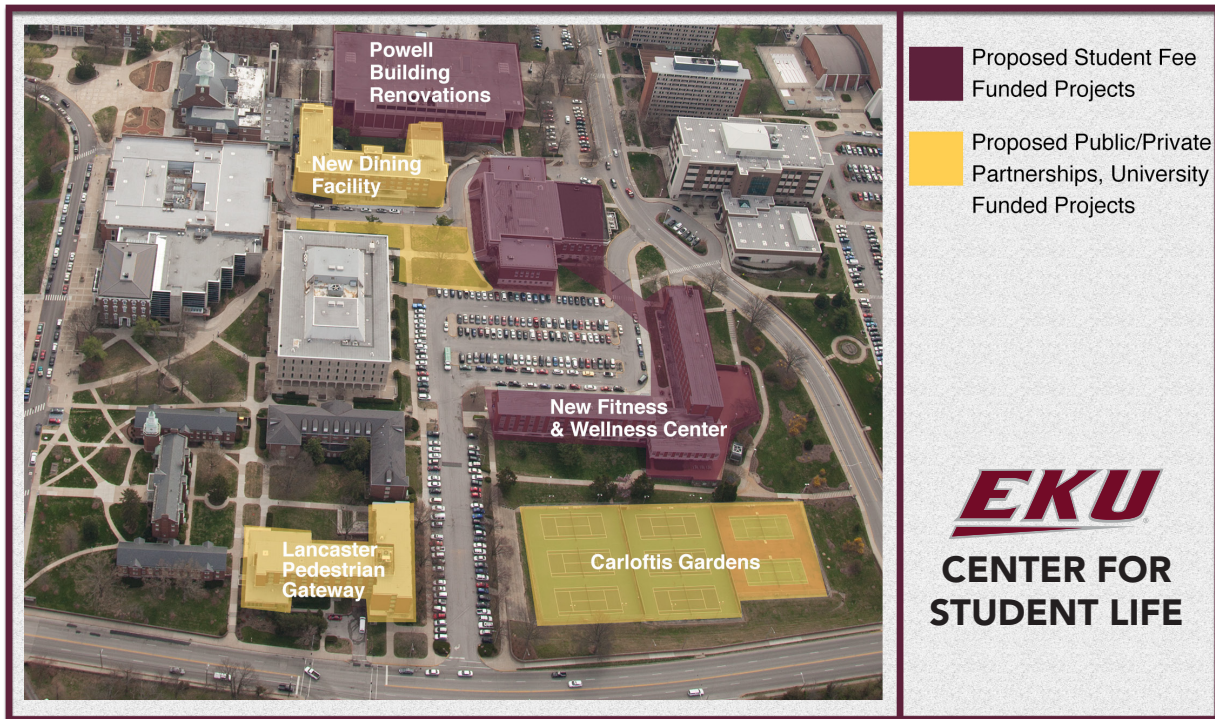 Powell
Building
Renovations
New Dining
Facility
New Fitness
& Wellness Center
Lancaster
Pedestrian
Gateway
Carloftis Gardens
Proposed Student Fee
Funded Projects
Proposed Public/Private
Partnerships, University
Funded Projects
EKU
CENTER FOR
STUDENT LIFE